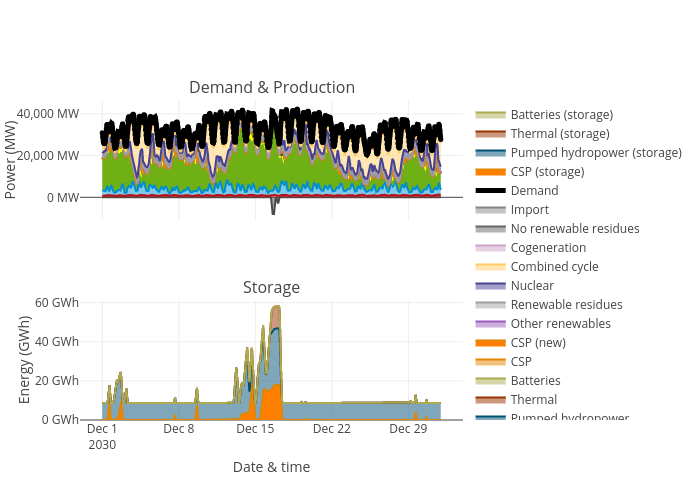 Demand & Production
Power (MW)
40,000 MW
20,000 MW
0 MW
Storage
Energy (GWh)
60 GWh
40 GWh
20 GWh
0 GWh
Dec 1
2030
Dec 8
Dec 15
Dec 22
Dec 29
Date & time
Batteries (storage)
Thermal (storage)
Pumped hydropower (storage)
CSP (storage)
Demand
Import
No renewable residues
Cogeneration
Combined cycle
Nuclear
Renewable residues
Other renewables
CSP (new)
CSP
Batteries
Thermal
Pumped hydropower